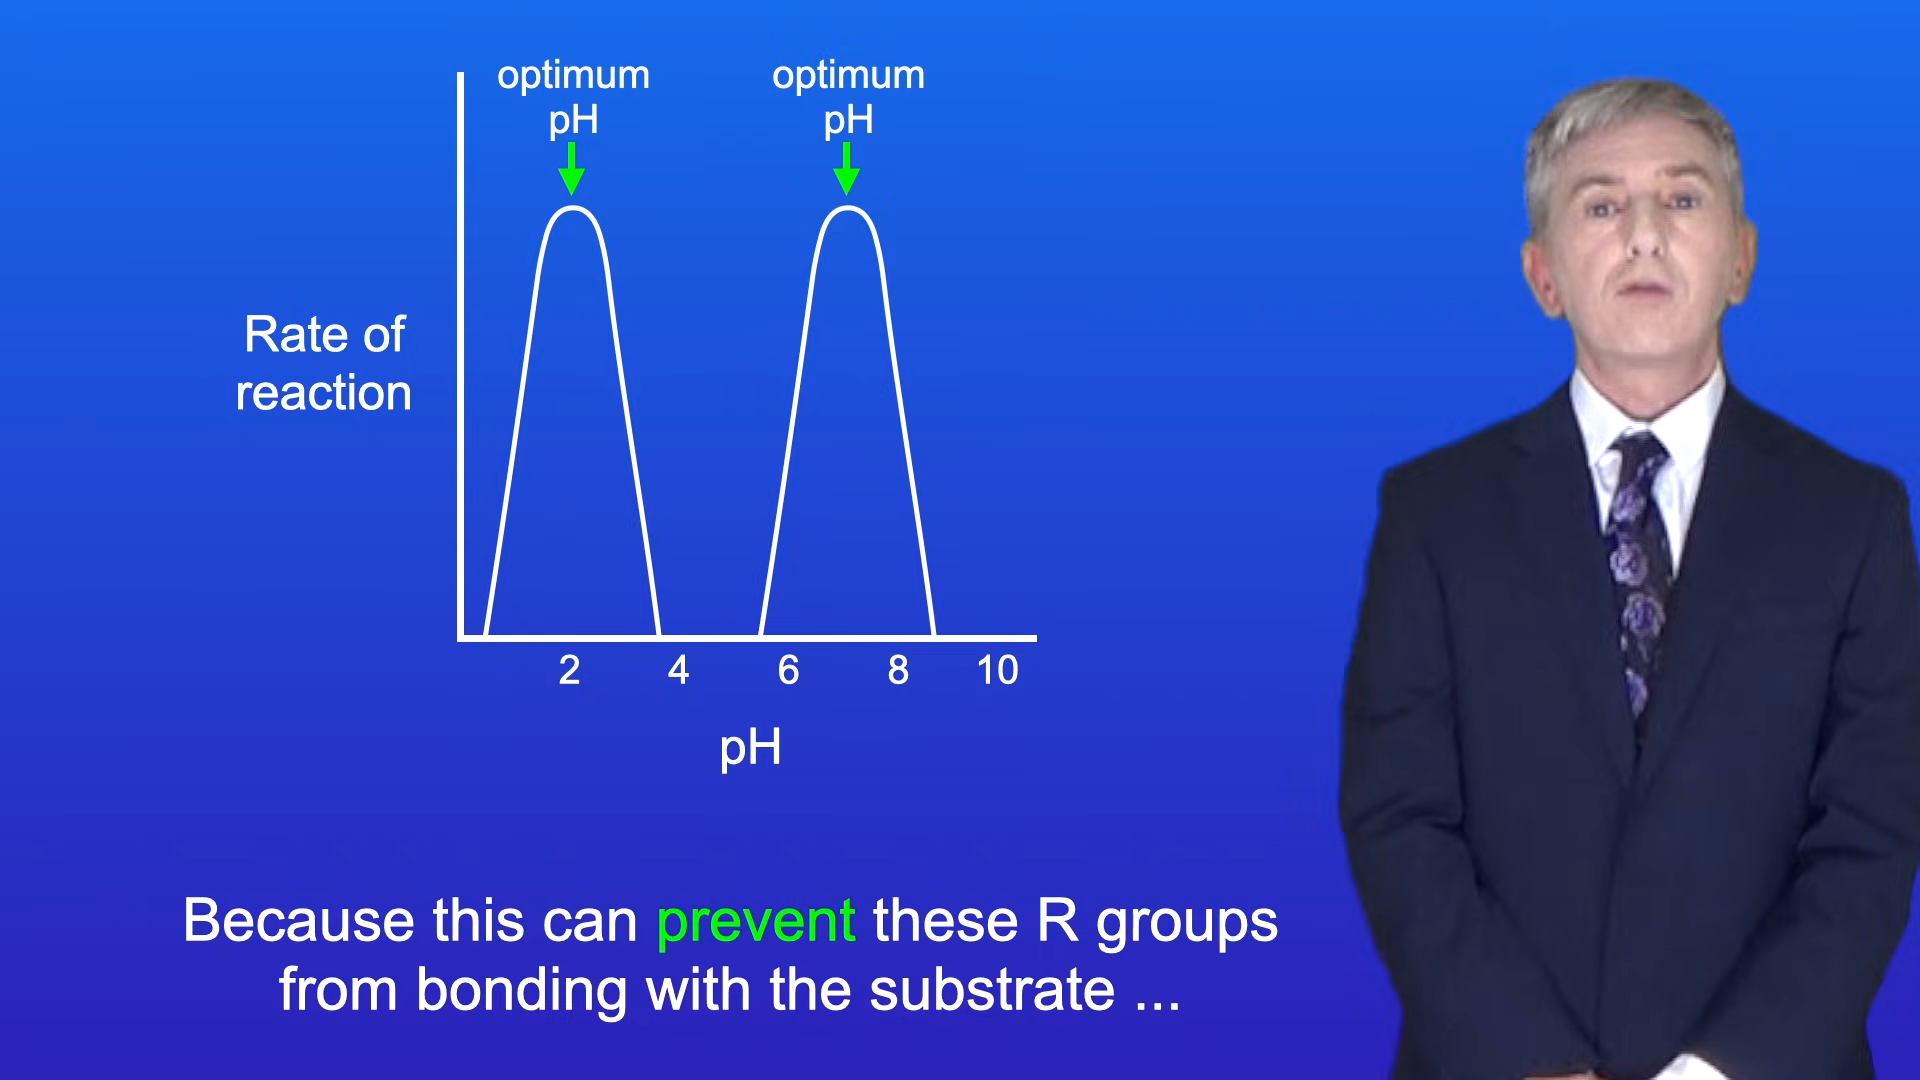 optimum
pH
optimum
pH
Rate of
reaction
2 4 6 8 10
pH
Because this can prevent these R groups
from bonding with the substrate ...